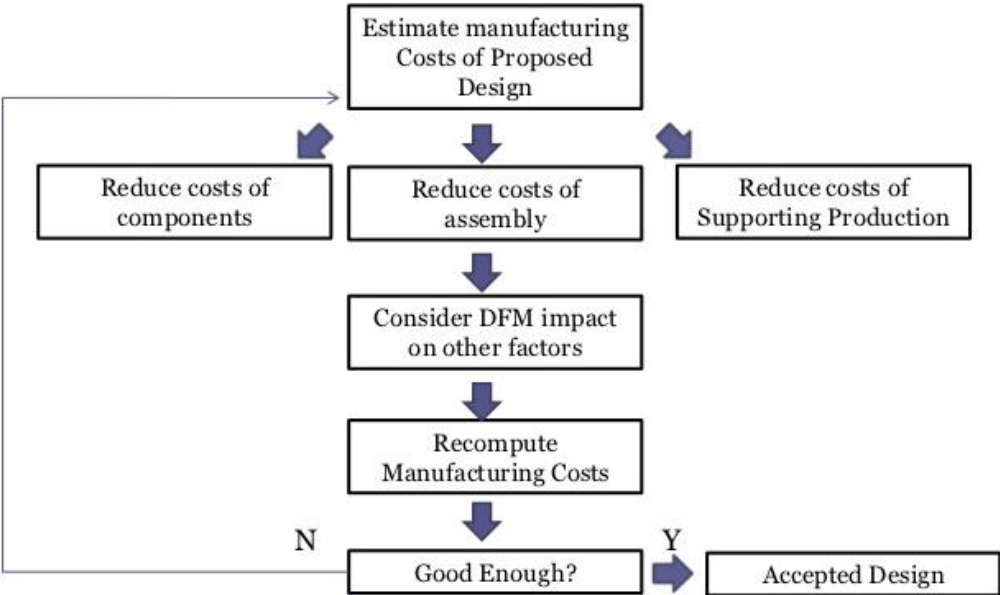 Estimate manufacturing
Costs of Proposed
Design
Reduce costs of
components
Reduce costs of
assembly
Reduce costs of
Supporting Production
Consider DFM impact
on other factors
Recompute
Manufacturing Costs
N
Y
Good Enough?
Accepted Design